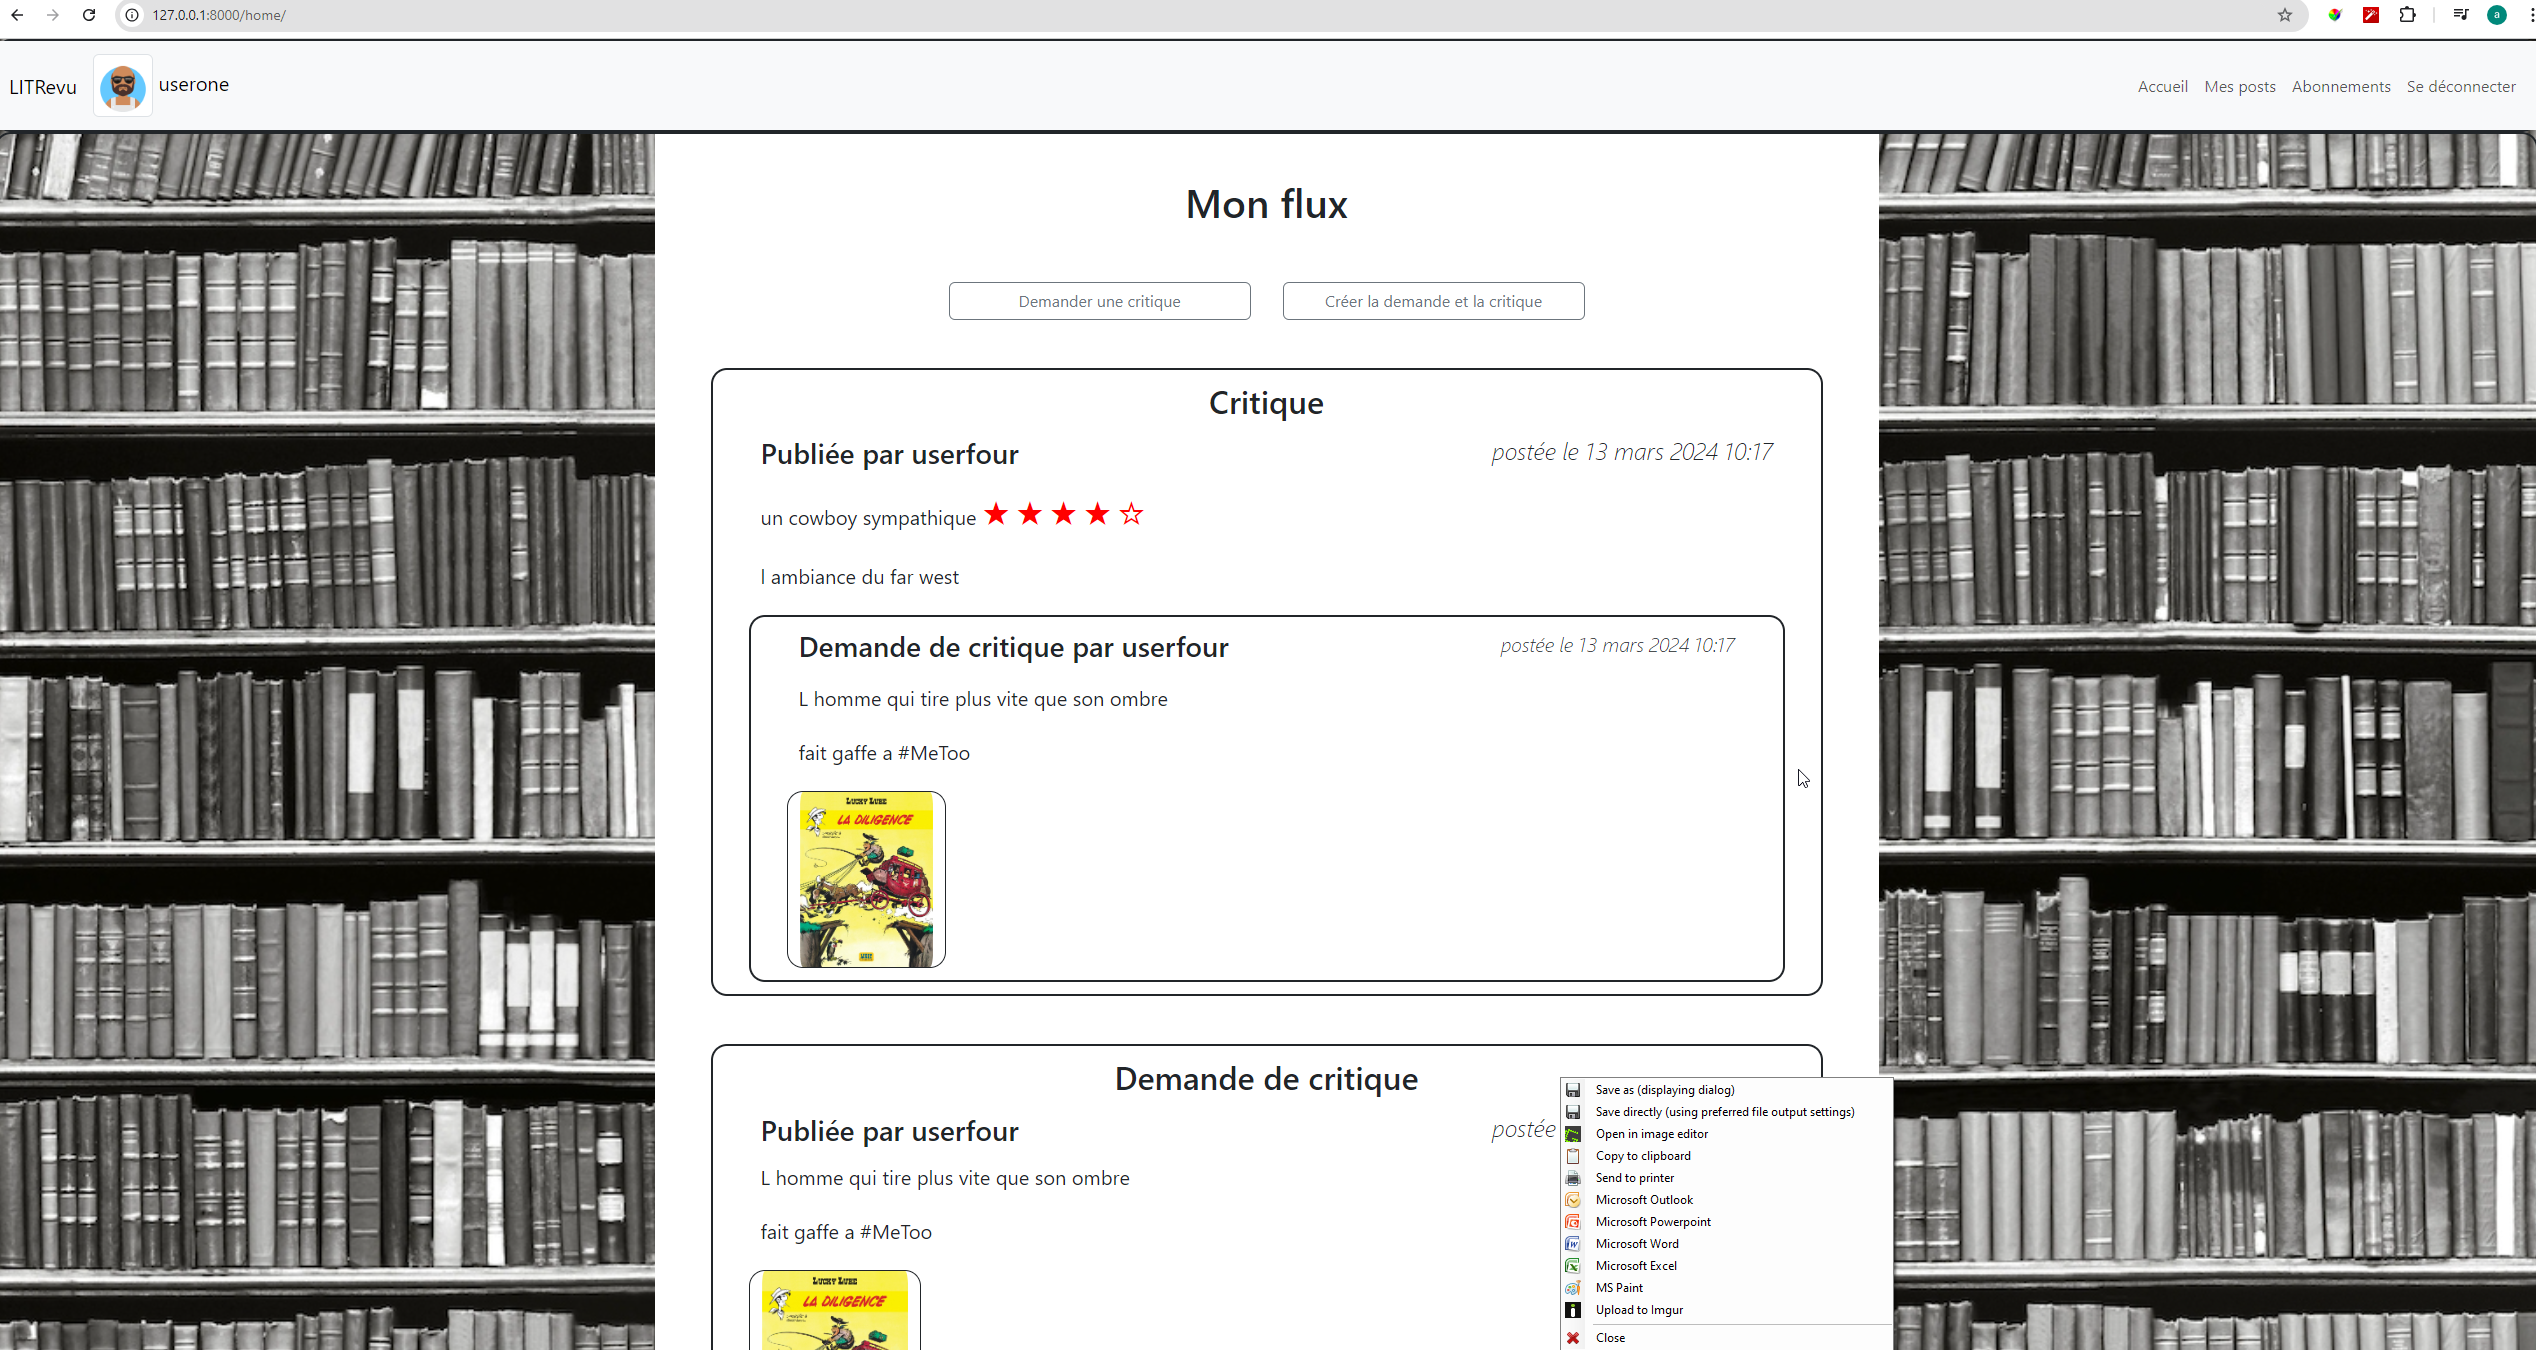 127.0.0.1:8000/home/
a
LITRevu
userone
Accueil
Mes posts
Abonnements
Se déconnecter
Mon flux
Demander une critique
Créer la demande et la critique
Critique
Publiée par userfour
postée le 13 mars 2024 10:17
un cowboy sympathique ★ ★ ★ ★ ☆
l ambiance du far west
Demande de critique par userfour
postée le 13 mars 2024 10:17
L homme qui tire plus vite que son ombre
fait gaffe a #MeToo
LUCKY LUKE
LA DILIGENCE
Demande de critique
Publiée par userfour
postée
L homme qui tire plus vite que son ombre
fait gaffe a #MeToo
LUCKY LUKE
LA DILIGENCE
Save as (displaying dialog)
Save directly (using preferred file output settings)
Open in image editor
Copy to clipboard
Send to printer
Microsoft Outlook
Microsoft Powerpoint
Microsoft Word
Microsoft Excel
MS Paint
Upload to Imgur
Close